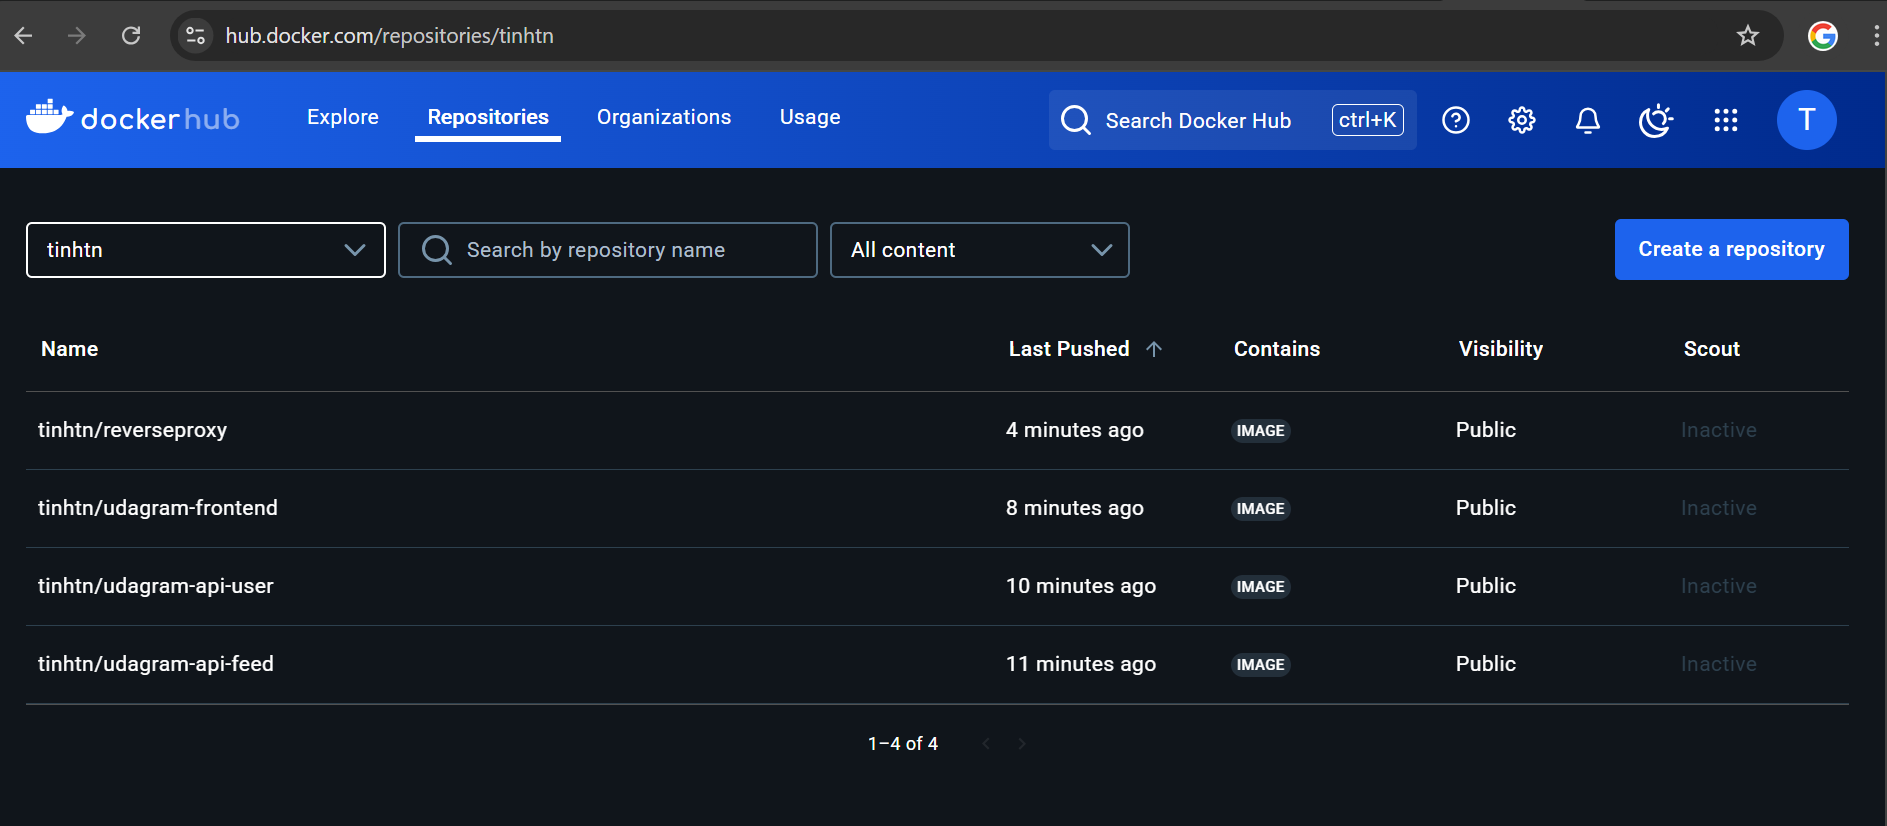 hub.docker.com/repositories/tinhtn
dockerhub Explore Repositories Organizations Usage Search Docker Hub ctrl+K T
tinhtn Search by repository name All content Create a repository
Name Last Pushed Contains Visibility Scout
tinhtn/reverseproxy 4 minutes ago IMAGE Public Inactive
tinhtn/udagram-frontend 8 minutes ago IMAGE Public Inactive
tinhtn/udagram-api-user 10 minutes ago IMAGE Public Inactive
tinhtn/udagram-api-feed 11 minutes ago IMAGE Public Inactive
1–4 of 4